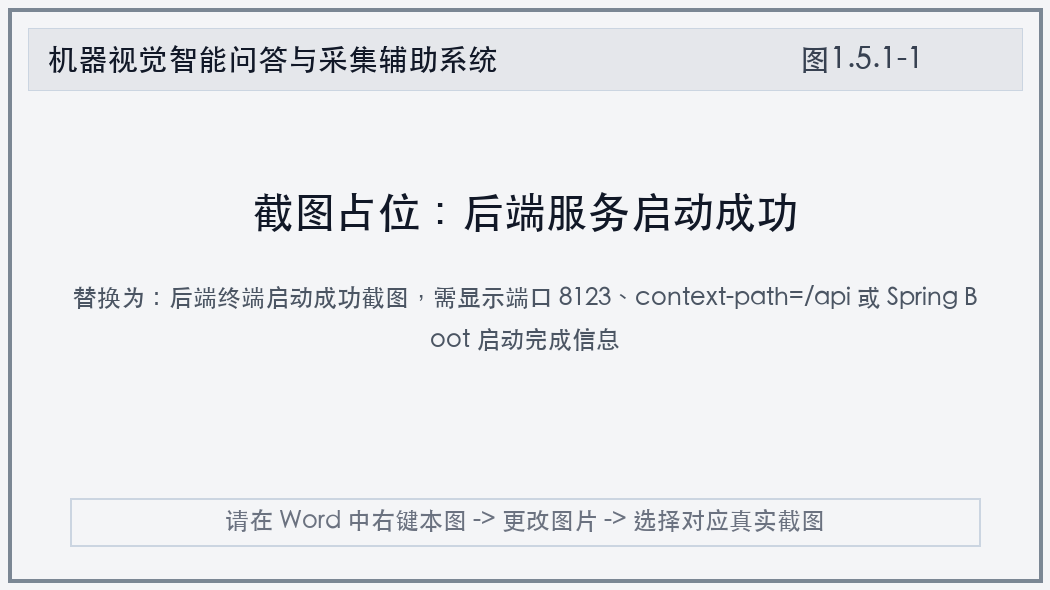 机器视觉智能问答与采集辅助系统 图1.5.1-1
截图占位：后端服务启动成功
替换为：后端终端启动成功截图，需显示端口 8123、context-path=/api 或 Spring B
oot 启动完成信息
请在 Word 中右键本图 -> 更改图片 -> 选择对应真实截图